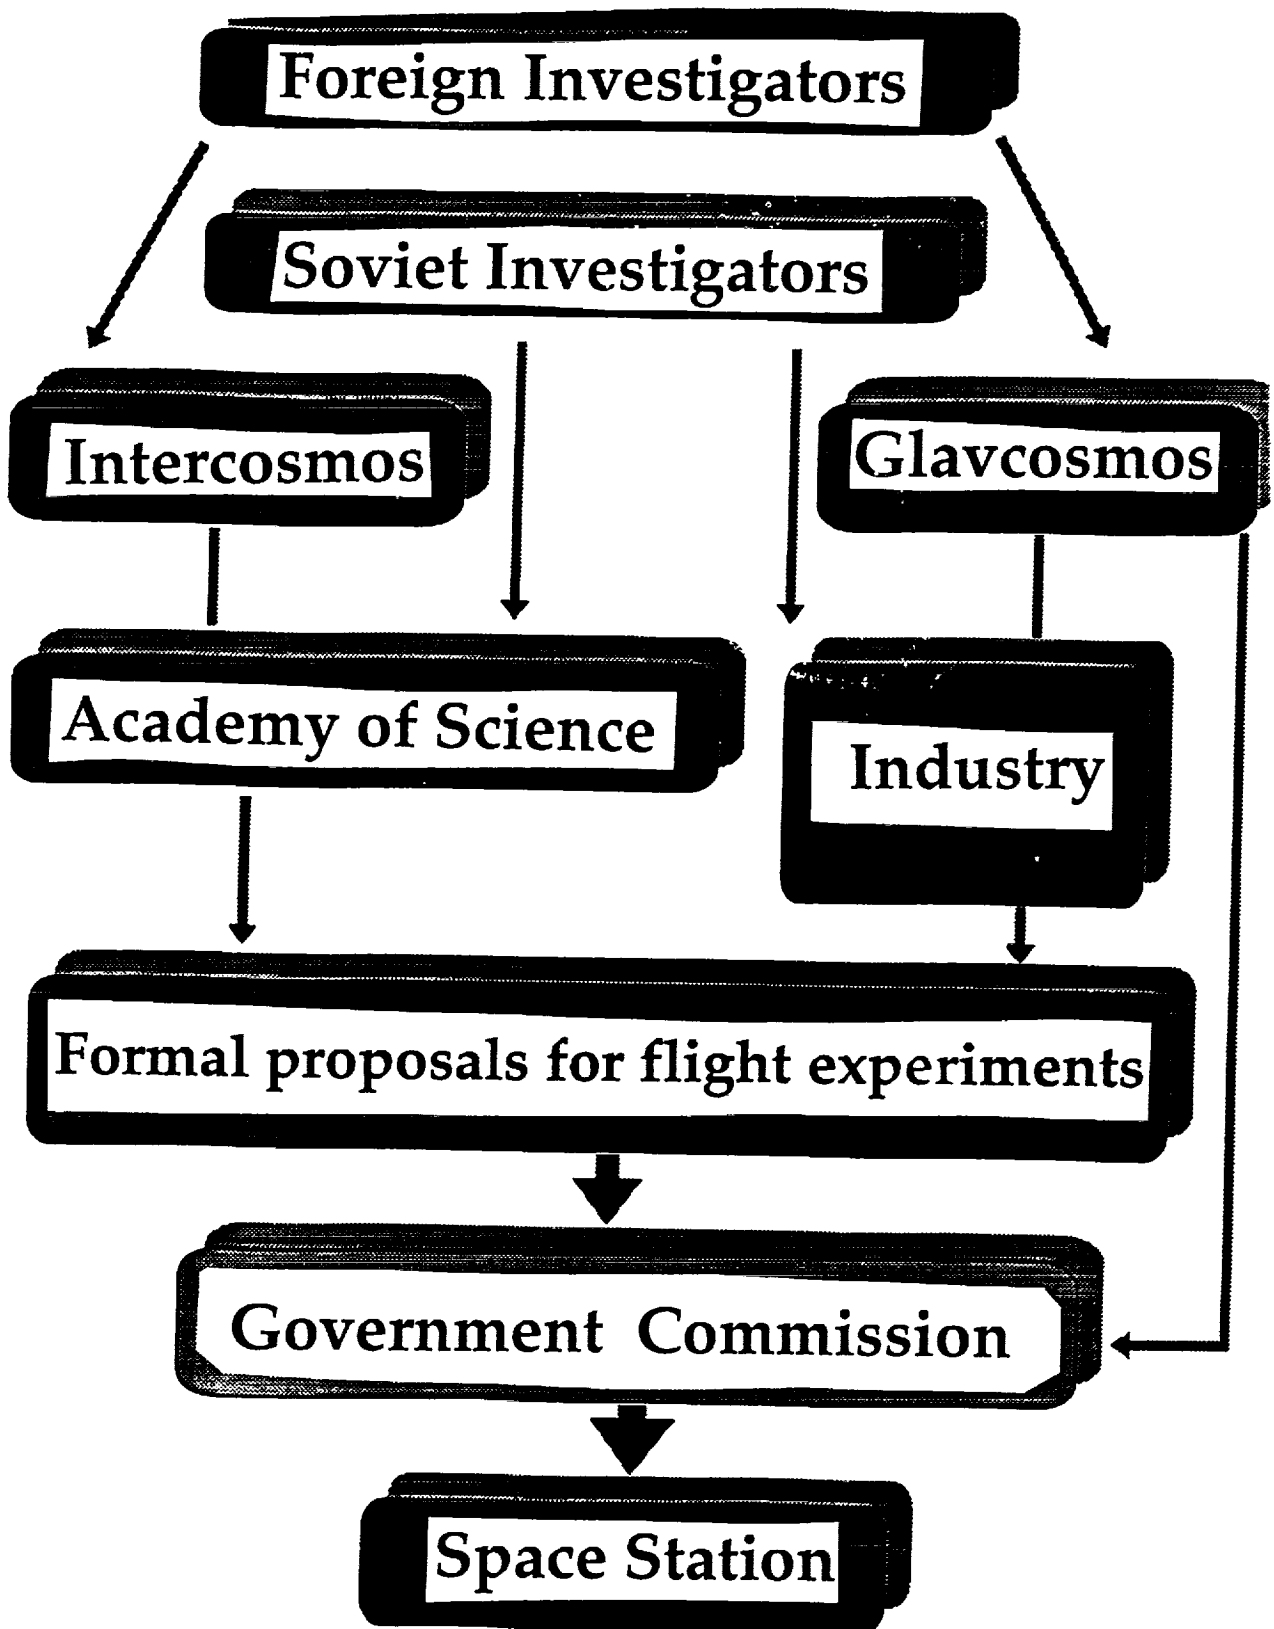 Foreign Investigators
Soviet Investigators
Intercosmos
Glavcosmos
Academy of Science
Industry
Formal proposals for flight experiments
Government Commission
Space Station